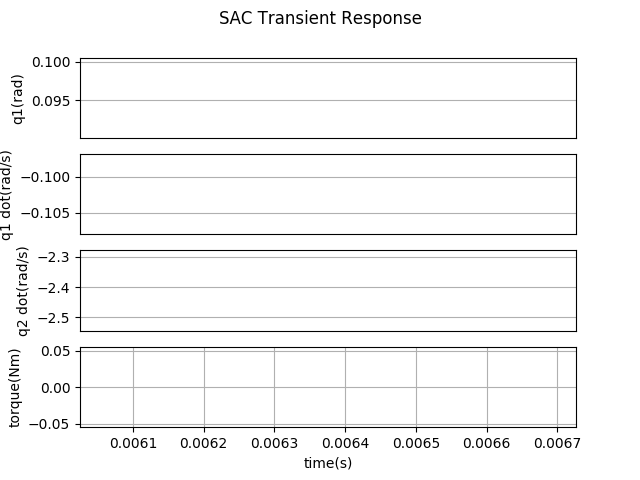 SAC Transient Response
q1(rad)
0.100
0.095
q1 dot(rad/s)
−0.100
−0.105
q2 dot(rad/s)
−2.3
−2.4
−2.5
torque(Nm)
0.05
0.00
−0.05
0.0061 0.0062 0.0063 0.0064 0.0065 0.0066 0.0067
time(s)